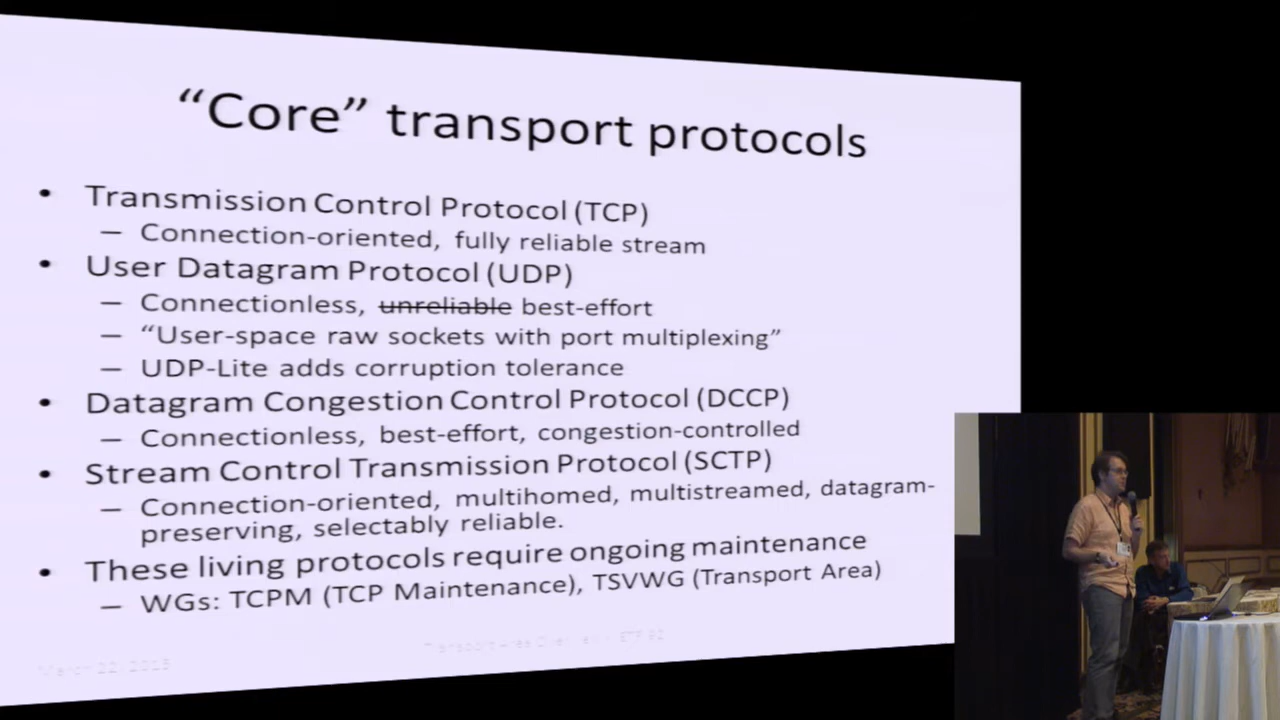 “Core” transport protocols
• Transmission Control Protocol (TCP)
– Connection-oriented, fully reliable stream
• User Datagram Protocol (UDP)
– Connectionless, unreliable best-effort
– “User-space raw sockets with port multiplexing”
– UDP-Lite adds corruption tolerance
• Datagram Congestion Control Protocol (DCCP)
– Connectionless, best-effort, congestion-controlled
• Stream Control Transmission Protocol (SCTP)
– Connection-oriented, multihomed, multistreamed, datagram-
preserving, selectably reliable.
• These living protocols require ongoing maintenance
– WGs: TCPM (TCP Maintenance), TSVWG (Transport Area)
March 22, 2015